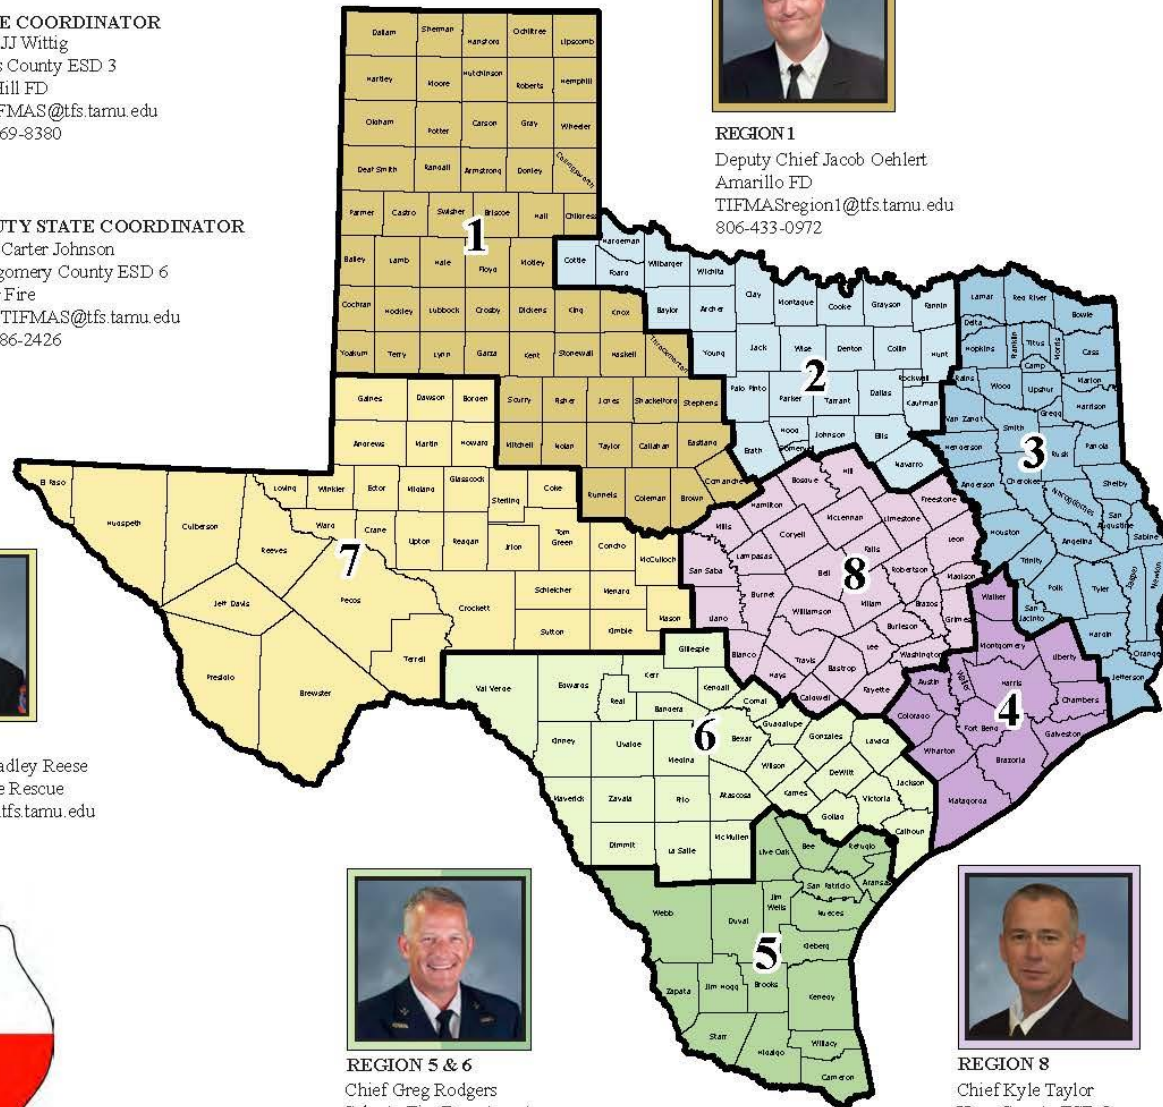 E COORDINATOR
JJ Wittig
s County ESD 3
Hill FD
FMAS@tfs.tamu.edu
69-8380
UTY STATE COORDINATOR
Carter Johnson
gomery County ESD 6
Fire
TIFMAS@tfs.tamu.edu
86-2426
REGION 1
Deputy Chief Jacob Oehlert
Amarillo FD
TIFMASregion1@tfs.tamu.edu
806-433-0972
Dallam Sherman Hansford Ochiltree Lipscomb
Hartley Moore Hutchinson Roberts Hemphill
Oldham Potter Carson Gray Wheeler
Deaf Smith Randall Armstrong Donley Collingsworth
Parmer Castro Swisher Briscoe Hall Childress
1
Bailey Lamb Hale Floyd Motley
Cochran Hockley Lubbock Crosby Dickens King Knox
Yoakum Terry Lynn Garza Kent Stonewall Haskell Throckmorton
Scurry Fisher Jones Shackelford Stephens
Mitchell Nolan Taylor Callahan Eastland
Runnels Coleman Brown Comanche
Cottle Hardeman Foard Wilbarger Wichita
Baylor Archer Clay Montague Cooke Grayson Fannin
Young Jack Wise Denton Collin Hunt
2
Palo Pinto Parker Tarrant Dallas Rockwall Kaufman
Erath Hood Somervell Johnson Ellis Navarro
Lamar Red River Bowie
Delta Hopkins Franklin Titus Morris Cass
Camp
Rains Wood Upshur Marion
Van Zandt Smith Gregg Harrison
Henderson Rusk Panola
3
Anderson Cherokee Nacogdoches Shelby
Houston Angelina San Augustine Sabine
Trinity Polk Tyler Jasper Newton
San Jacinto Hardin Orange
Jefferson
Gaines Dawson Borden
Andrews Martin Howard
El Paso Hudspeth Culberson Reeves Loving Winkler Ector Midland Glasscock Sterling Coke
Ward Crane Upton Reagan Irion Tom Green Concho McCulloch
7
Jeff Davis Pecos Crockett Schleicher Menard Mason
Sutton Kimble
Presidio Brewster Terrell
Bosque Hill Freestone
Hamilton McLennan Limestone
Mills Coryell Falls Leon
San Saba Lampasas Bell Robertson Madison
8
Burnet Williamson Milam Brazos Grimes
Llano Burleson
Blanco Travis Lee Washington
Hays Bastrop
Caldwell Fayette
Walker
Montgomery Liberty
Austin Waller Harris Chambers
Colorado Fort Bend Galveston
4
Wharton Brazoria
Matagorda
Gillespie
Val Verde Edwards Real Kerr Kendall Comal
Bandera Guadalupe Gonzales Lavaca
6
Kinney Uvalde Medina Bexar Wilson DeWitt Jackson
Maverick Zavala Frio Atascosa Karnes Victoria
Goliad Calhoun
Dimmit La Salle McMullen
Live Oak Bee Refugio
San Patricio Aransas
Webb Duval Jim Wells Nueces
Kleberg
5
Zapata Jim Hogg Brooks Kenedy
Starr Hidalgo Willacy
Cameron
adley Reese
e Rescue
tfs.tamu.edu
REGION 5 & 6
Chief Greg Rodgers
REGION 8
Chief Kyle Taylor